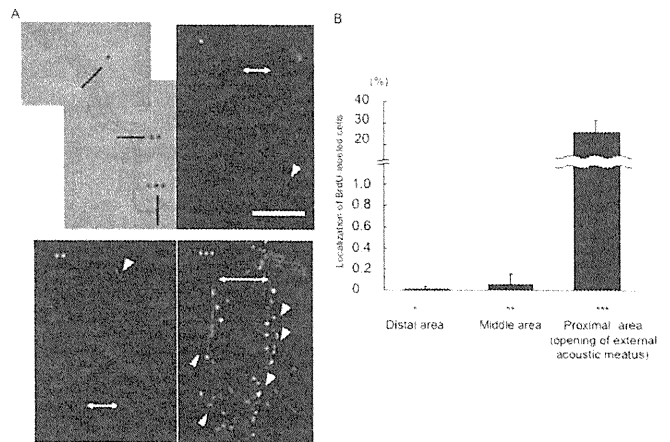 A
*
**
***
*
**
***
B
(%)
Localization of BrdU labeled cells
40
30
20
1.0
0.8
0.6
0.4
0.2
0
*
**
***
Distal area
Middle area
Proximal area
(opening of external
acoustic meatus)